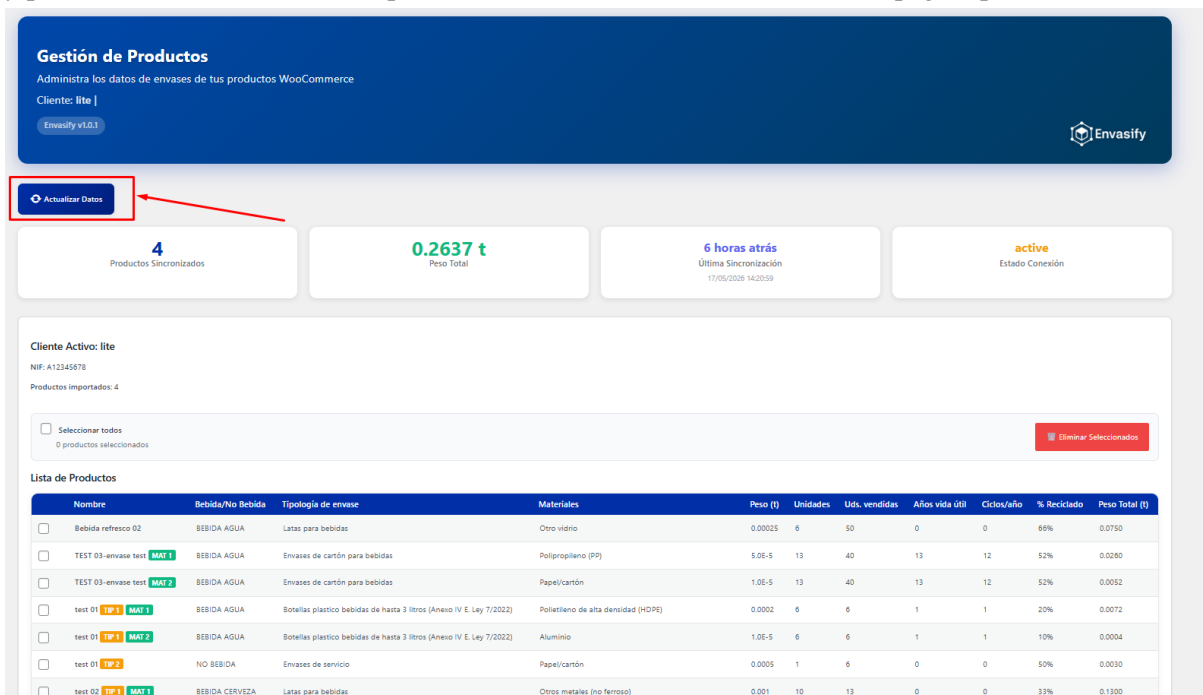 Gestión de Productos
Administra los datos de envases de tus productos WooCommerce
Cliente: lite |
Envasify v1.0.1
Envasify
Actualizar Datos
4
Productos Sincronizados
0.2637 t
Peso Total
6 horas atrás
Última Sincronización
17/05/2026 14:20:59
active
Estado Conexión
Cliente Activo: lite
NIF: A12345678
Productos importados: 4
Seleccionar todos
0 productos seleccionados
Eliminar Seleccionados
Lista de Productos
Nombre Bebida/No Bebida Tipología de envase Materiales Peso (t) Unidades Uds. vendidas Años vida útil Ciclos/año % Reciclado Peso Total (t)
Bebida refresco 02 BEBIDA AGUA Latas para bebidas Otro vidrio 0.00025 6 50 0 0 66% 0.0750
TEST 03-envase test MAT 1 BEBIDA AGUA Envases de cartón para bebidas Polipropileno (PP) 5.0E-5 13 40 13 12 52% 0.0260
TEST 03-envase test MAT 2 BEBIDA AGUA Envases de cartón para bebidas Papel/cartón 1.0E-5 13 40 13 12 52% 0.0052
test 01 TIP 1 MAT 1 BEBIDA AGUA Botellas plastico bebidas de hasta 3 litros (Anexo IV E. Ley 7/2022) Polietileno de alta densidad (HDPE) 0.0002 6 6 1 1 20% 0.0072
test 01 TIP 1 MAT 2 BEBIDA AGUA Botellas plastico bebidas de hasta 3 litros (Anexo IV E. Ley 7/2022) Aluminio 1.0E-5 6 6 1 1 10% 0.0004
test 01 TIP 2 NO BEBIDA Envases de servicio Papel/cartón 0.0005 1 6 0 0 50% 0.0030
test 02 TIP 1 MAT 1 BEBIDA CERVEZA Latas para bebidas Otros metales (no ferroso) 0.001 10 13 0 0 33% 0.1300